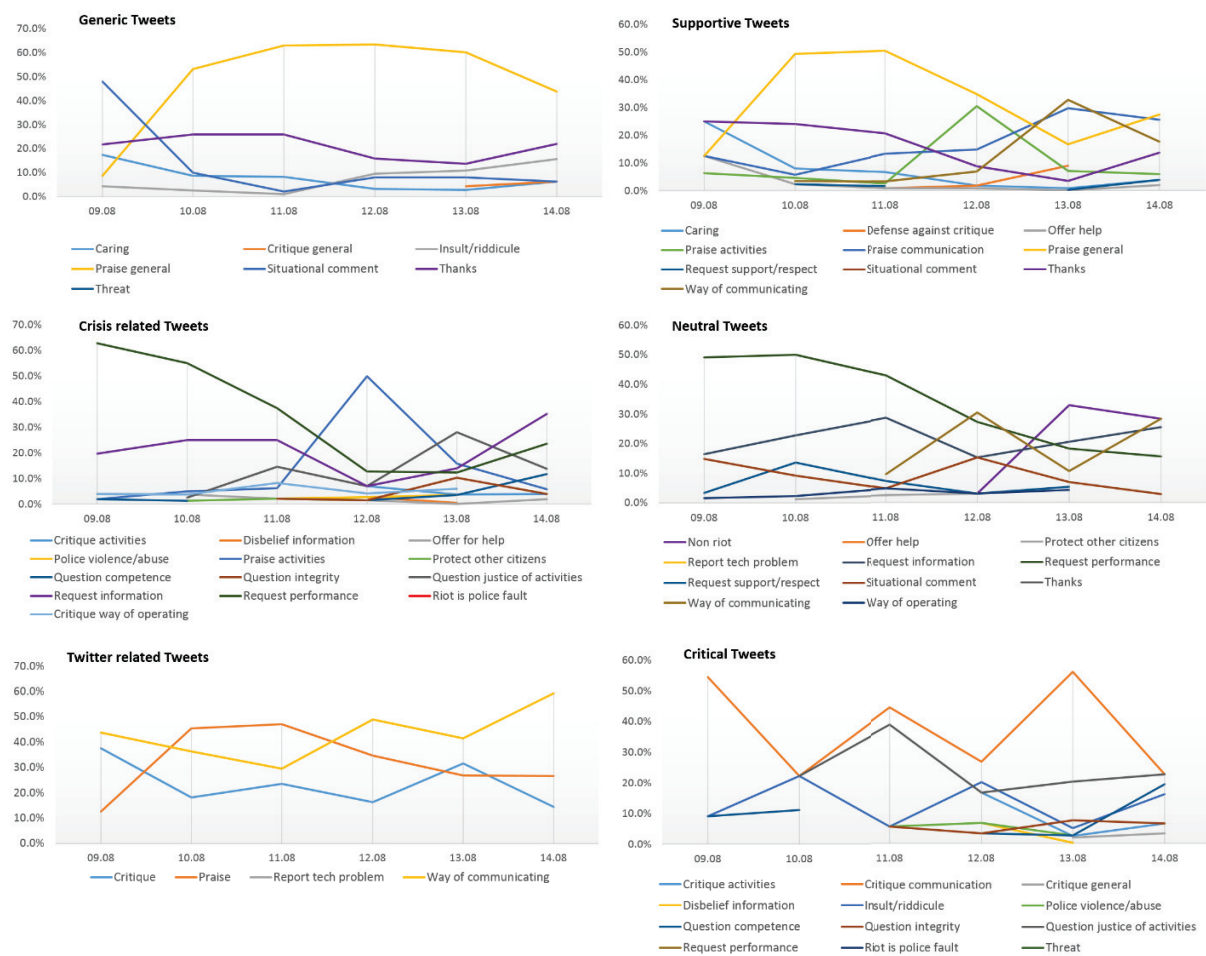 Generic Tweets
70.0%
60.0%
50.0%
40.0%
30.0%
20.0%
10.0%
0.0%
09.08 10.08 11.08 12.08 13.08 14.08
Caring Critique general Insult/riddicule
Praise general Situational comment Thanks
Threat
Supportive Tweets
60.0%
50.0%
40.0%
30.0%
20.0%
10.0%
0.0%
09.08 10.08 11.08 12.08 13.08 14.08
Caring Defense against critique Offer help
Praise activities Praise communication Praise general
Request support/respect Situational comment Thanks
Way of communicating
Crisis related Tweets
70.0%
60.0%
50.0%
40.0%
30.0%
20.0%
10.0%
0.0%
09.08 10.08 11.08 12.08 13.08 14.08
Critique activities Disbelief information Offer for help
Police violence/abuse Praise activities Protect other citizens
Question competence Question integrity Question justice of activities
Request information Request performance Riot is police fault
Critique way of operating
Neutral Tweets
60.0%
50.0%
40.0%
30.0%
20.0%
10.0%
0.0%
09.08 10.08 11.08 12.08 13.08 14.08
Non riot Offer help Protect other citizens
Report tech problem Request information Request performance
Request support/respect Situational comment Thanks
Way of communicating Way of operating
Twitter related Tweets
70.0%
60.0%
50.0%
40.0%
30.0%
20.0%
10.0%
0.0%
09.08 10.08 11.08 12.08 13.08 14.08
Critique Praise Report tech problem Way of communicating
Critical Tweets
60.0%
50.0%
40.0%
30.0%
20.0%
10.0%
0.0%
09.08 10.08 11.08 12.08 13.08 14.08
Critique activities Critique communication Critique general
Disbelief information Insult/riddicule Police violence/abuse
Question competence Question integrity Question justice of activities
Request performance Riot is police fault Threat